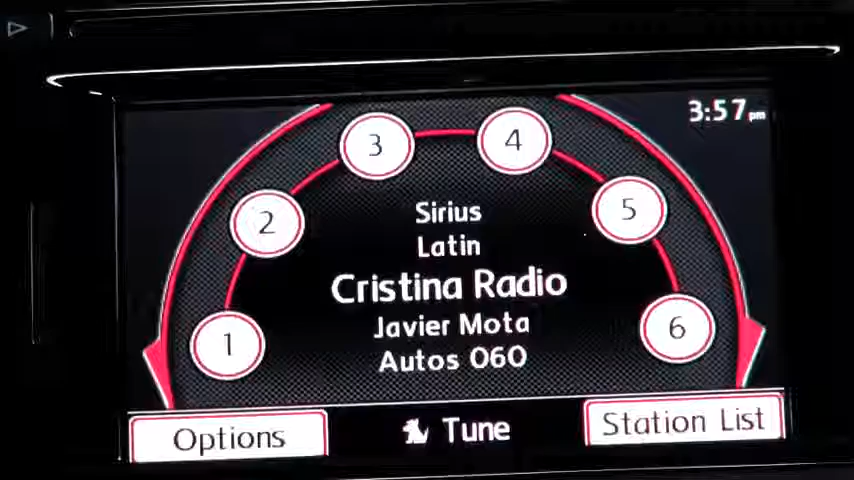 3:57pm
3
4
2
5
1
6
Sirius
Latin
Cristina Radio
Javier Mota
Autos 060
Options
Tune
Station List